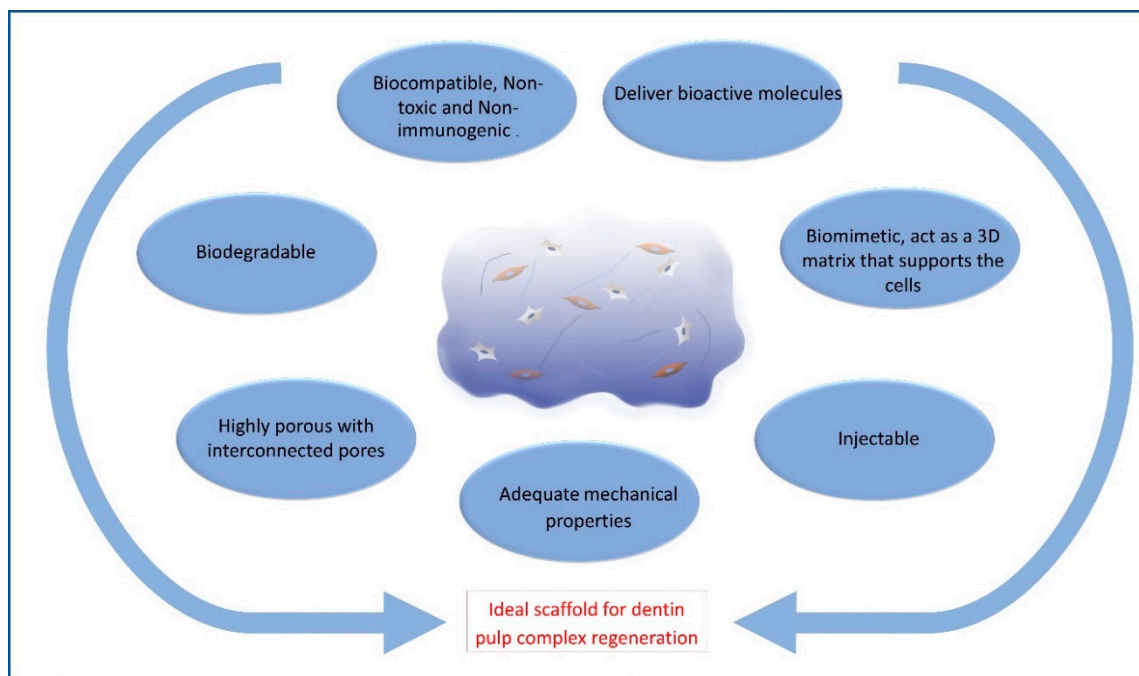 Biocompatible, Non-
toxic and Non-
immunogenic .
Deliver bioactive molecules
Biodegradable
Biomimetic, act as a 3D
matrix that supports the
cells
Highly porous with
interconnected pores
Injectable
Adequate mechanical
properties
Ideal scaffold for dentin
pulp complex regeneration